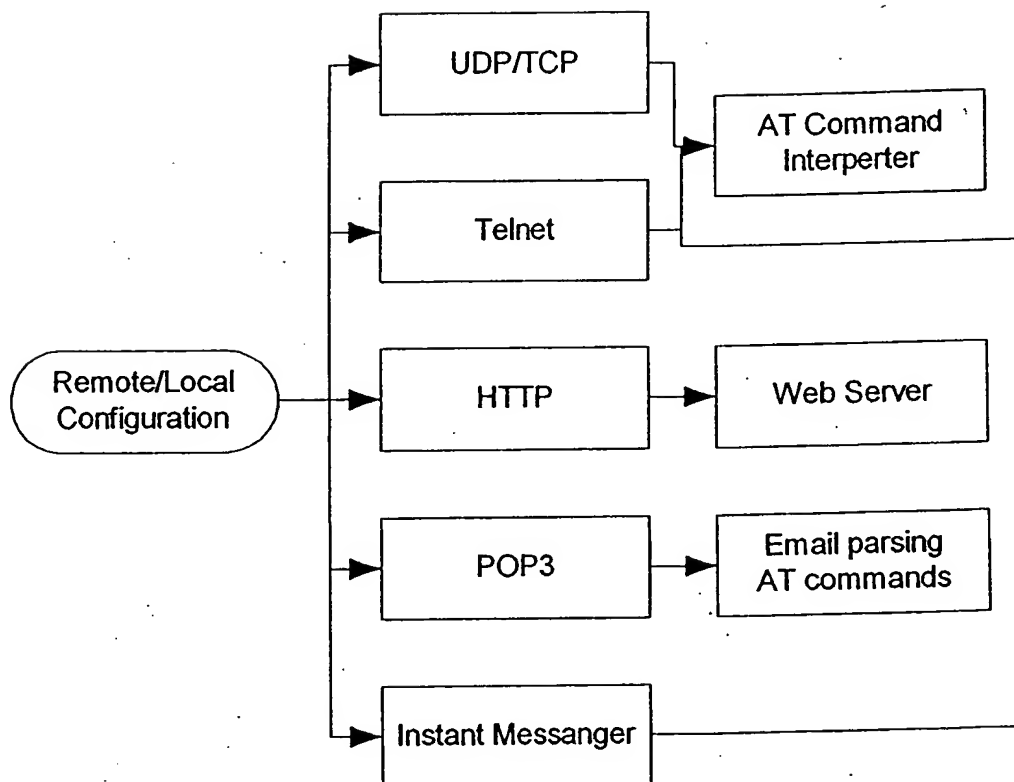 UDP/TCP
AT Command
Interperter
Telnet
Remote/Local
Configuration
HTTP
Web Server
POP3
Email parsing
AT commands
Instant Messanger